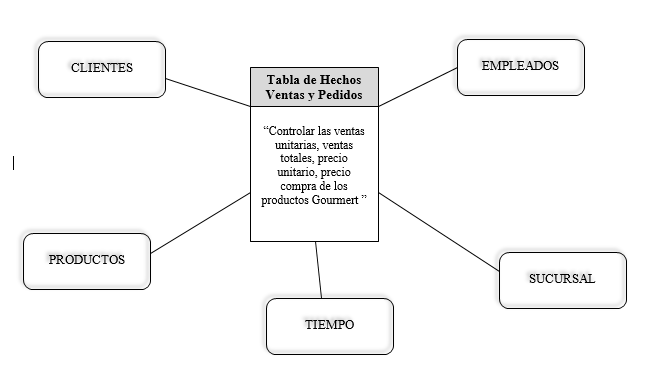 CLIENTES
EMPLEADOS
Tabla de Hechos
Ventas y Pedidos
“Controlar las ventas
unitarias, ventas
totales, precio
unitario, precio
compra de los
productos Gourmert ”
PRODUCTOS
SUCURSAL
TIEMPO